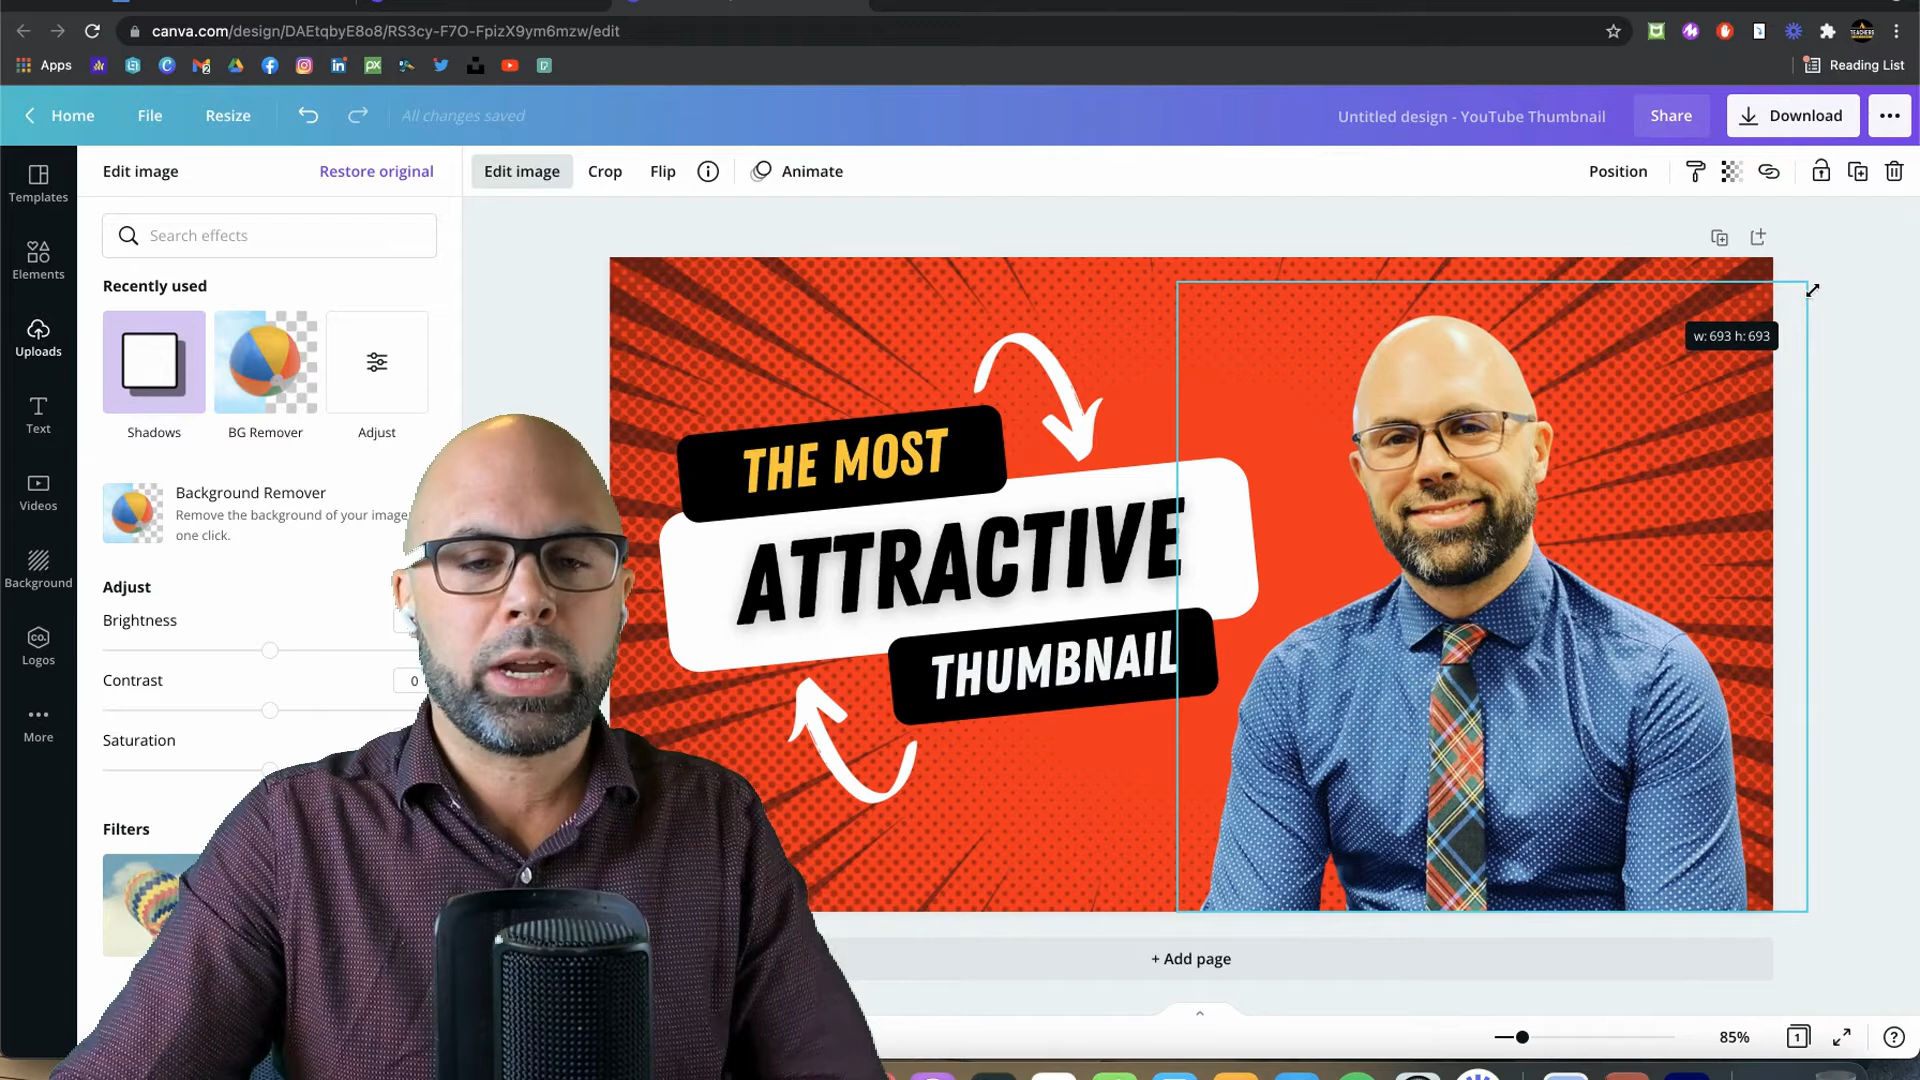 canva.com/design/DAEtqbyE8o8/RS3cy-F7O-FpizX9ym6mzw/edit
Apps
Reading List
Home
File
Resize
All changes saved
Untitled design - YouTube Thumbnail
Share
Download
Edit image
Restore original
Edit image
Crop
Flip
Animate
Position
Templates
Elements
Uploads
Text
Videos
Background
Logos
More
CO.
Search effects
Recently used
Shadows
BG Remover
Adjust
Background Remover
Remove the background of your image
one click.
Adjust
Brightness
Contrast
0
Saturation
Filters
w: 693 h: 693
THE MOST
ATTRACTIVE
THUMBNAIL
+ Add page
85%
1